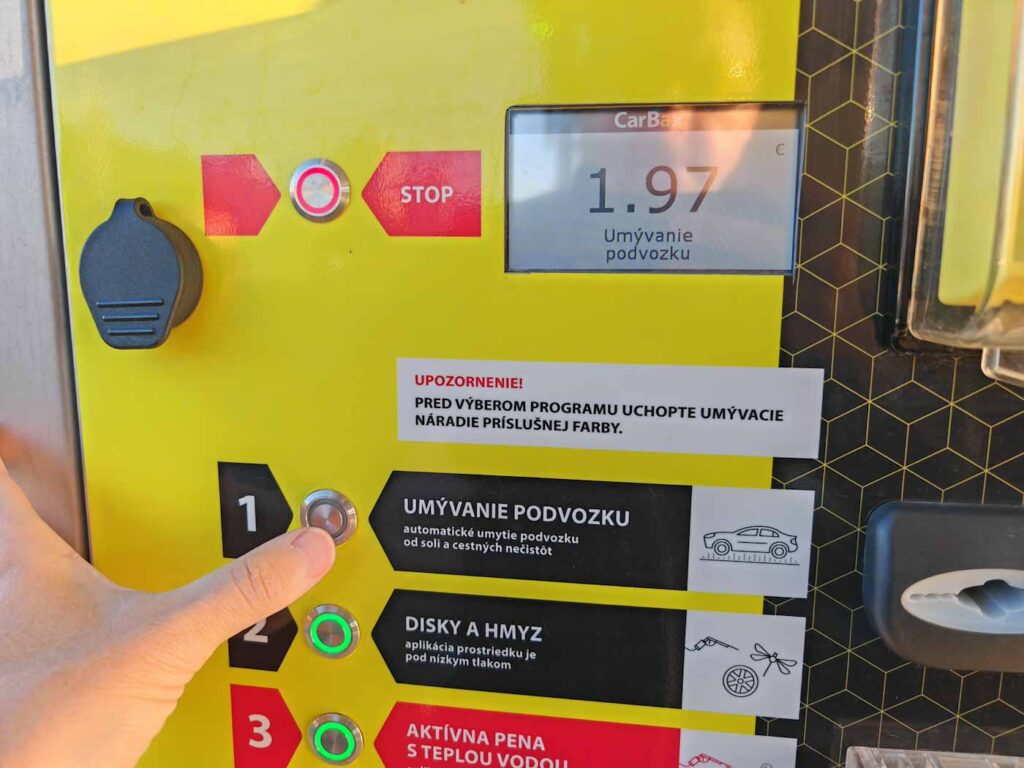 CarBax
€
1.97
Umývanie
podvozku
STOP
UPOZORNENIE!
PRED VÝBEROM PROGRAMU UCHOPTE UMÝVACIE
NÁRADIE PRÍSLUŠNEJ FARBY.
1
UMÝVANIE PODVOZKU
automatické umytie podvozku
od soli a cestných nečistôt
2
DISKY A HMYZ
aplikácia prostriedku je
pod nízkym tlakom
3
AKTÍVNA PENA
S TEPLOU VODOU